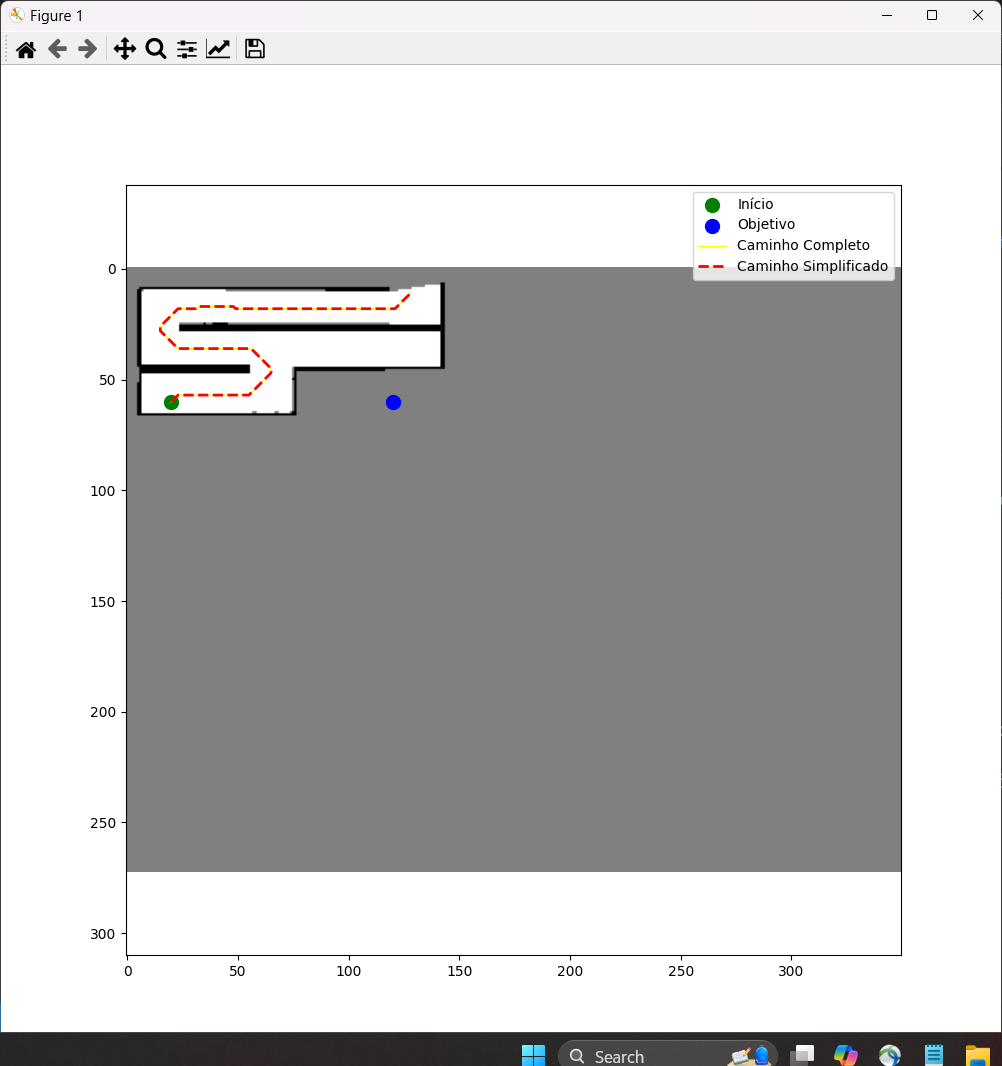 Figure 1
Início
Objetivo
Caminho Completo
Caminho Simplificado
0
50
100
150
200
250
300
0 50 100 150 200 250 300
Search